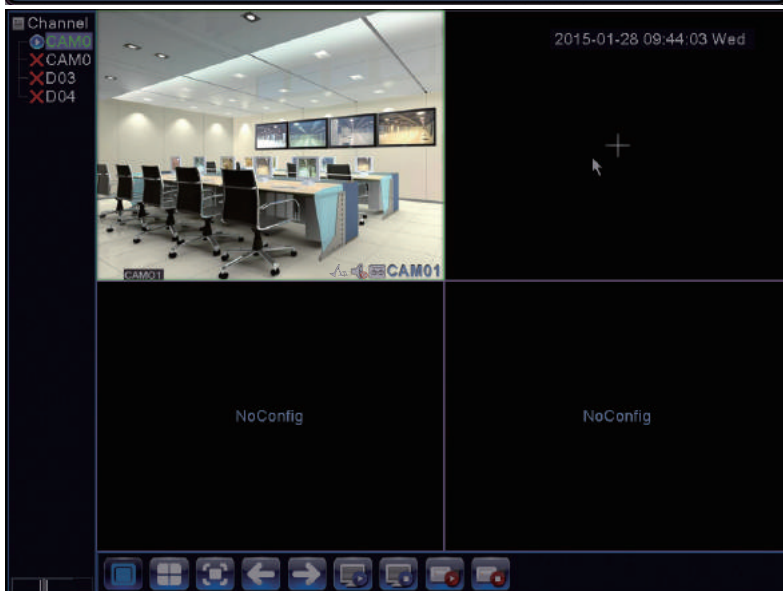 Channel
CAM0
CAM0
D03
D04
2015-01-28 09:44:03 Wed
CAM01
CAM01
NoConfig
NoConfig